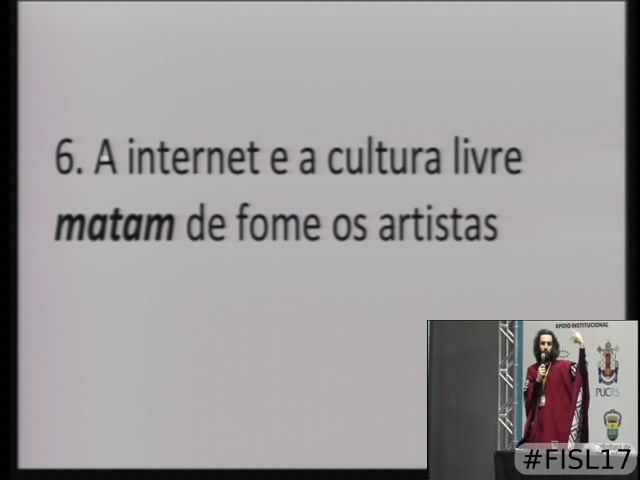 6. A internet e a cultura livre
matam de fome os artistas
APOIO INSTITUCIONAL
PUCRS
#FISL17